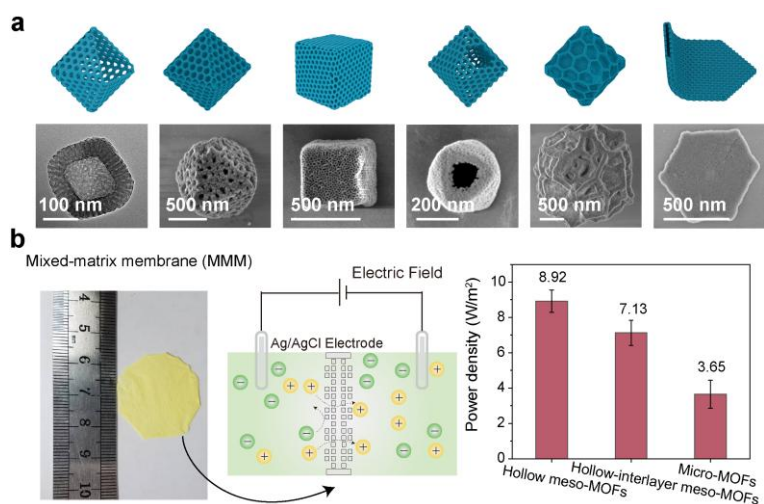 a
100 nm
500 nm
500 nm
200 nm
500 nm
500 nm
b
Mixed-matrix membrane (MMM)
4
5
6
7
8
9
10
Electric Field
Ag/AgCl Electrode
− − + + − − + + − + − + − + − − + − + +
Power density (W/m²)
10
8
6
4
2
0
8.92
7.13
3.65
Hollow meso-MOFs
Hollow-interlayer meso-MOFs
Micro-MOFs